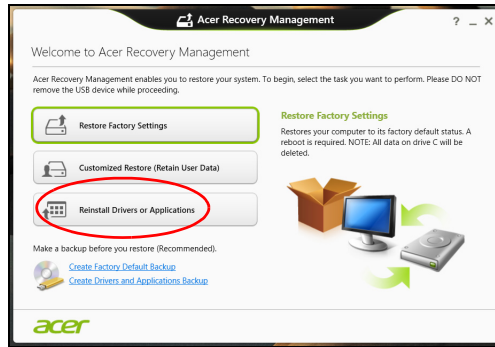 Acer Recovery Management
? _ X
Welcome to Acer Recovery Management
Acer Recovery Management enables you to restore your system. To begin, select the task you want to perform. Please DO NOT
remove the USB device while proceeding.
Restore Factory Settings
Customized Restore (Retain User Data)
Reinstall Drivers or Applications
Restore Factory Settings
Restores your computer to its factory default status. A
reboot is required. NOTE: All data on drive C will be
deleted.
Make a backup before you restore (Recommended).
Create Factory Default Backup
Create Drivers and Applications Backup
acer